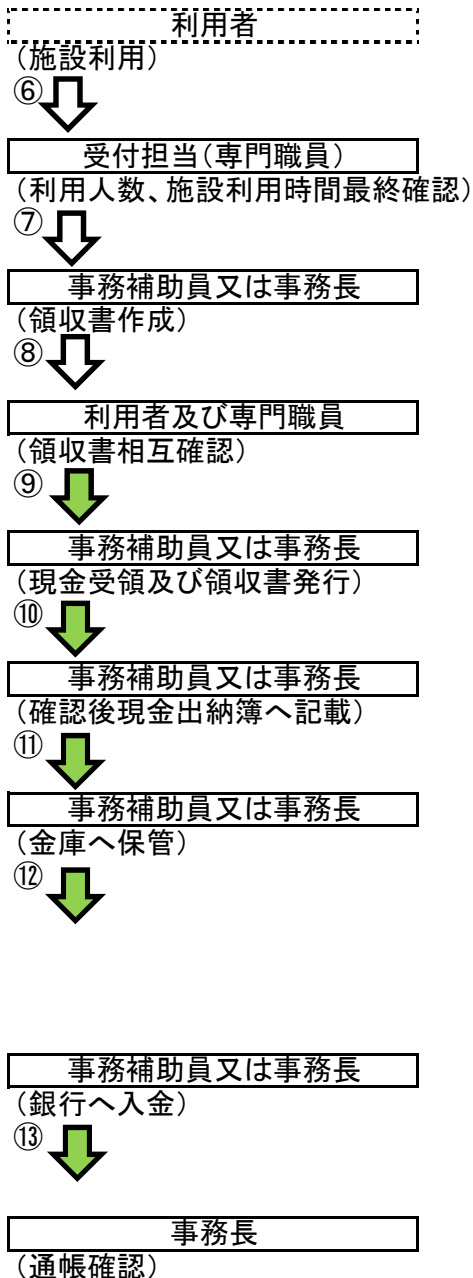 利用者
(施設利用)
⑥
受付担当(専門職員)
(利用人数、施設利用時間最終確認)
⑦
事務補助員又は事務長
(領収書作成)
⑧
利用者及び専門職員
(領収書相互確認)
⑨
事務補助員又は事務長
(現金受領及び領収書発行)
⑩
事務補助員又は事務長
(確認後現金出納簿へ記載)
⑪
事務補助員又は事務長
(金庫へ保管)
⑫
事務補助員又は事務長
(銀行へ入金)
⑬
事務長
(通帳確認)